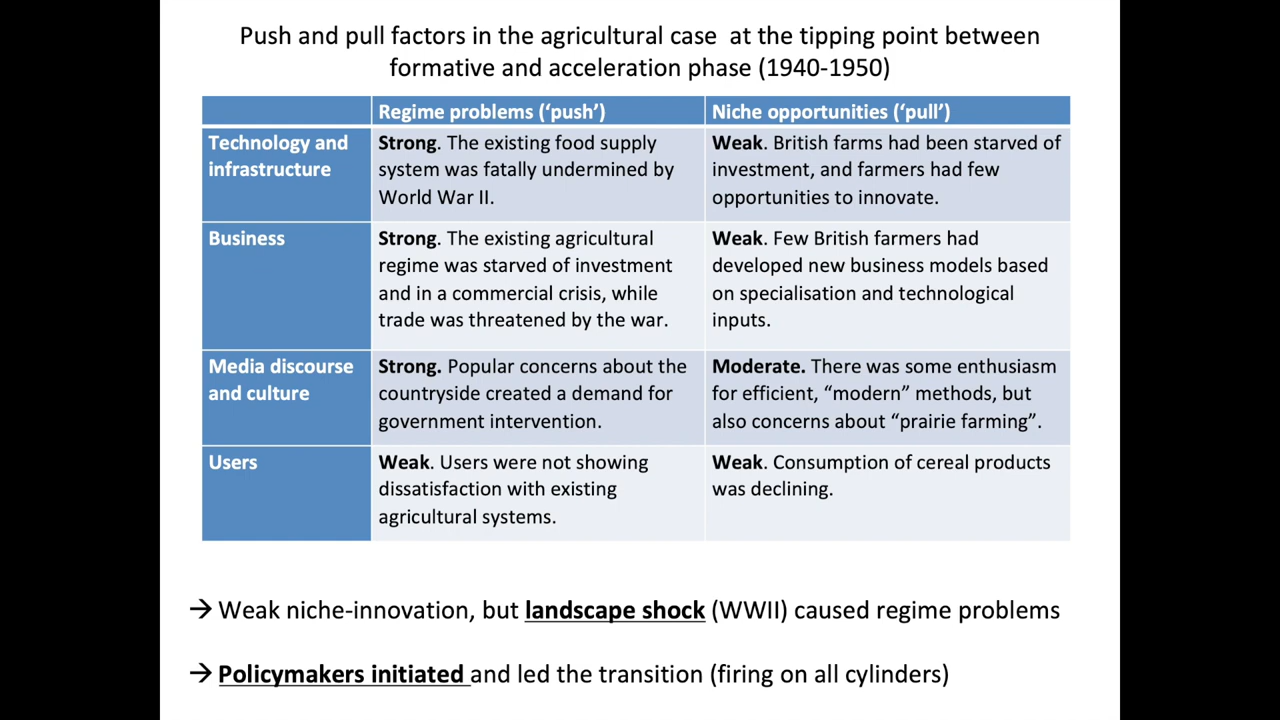 Push and pull factors in the agricultural case at the tipping point between
formative and acceleration phase (1940-1950)
Regime problems (‘push’)
Niche opportunities (‘pull’)
Technology and
infrastructure
Strong. The existing food supply
system was fatally undermined by
World War II.
Weak. British farms had been starved of
investment, and farmers had few
opportunities to innovate.
Business
Strong. The existing agricultural
regime was starved of investment
and in a commercial crisis, while
trade was threatened by the war.
Weak. Few British farmers had
developed new business models based
on specialisation and technological
inputs.
Media discourse
and culture
Strong. Popular concerns about the
countryside created a demand for
government intervention.
Moderate. There was some enthusiasm
for efficient, “modern” methods, but
also concerns about “prairie farming”.
Users
Weak. Users were not showing
dissatisfaction with existing
agricultural systems.
Weak. Consumption of cereal products
was declining.
→ Weak niche-innovation, but landscape shock (WWII) caused regime problems
→ Policymakers initiated and led the transition (firing on all cylinders)